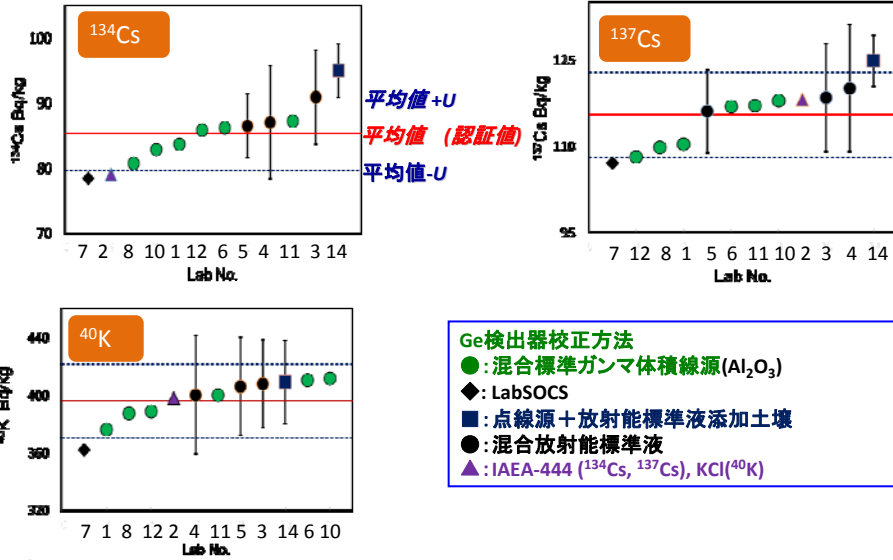 ¹³⁴Cs
100
90
80
70
¹³⁴Cs Bq/kg
7 2 8 10 1 12 6 5 4 11 3 14
Lab No.
平均値+U
平均値 (認証値)
平均値-U
¹³⁷Cs
125
110
95
¹³⁷Cs Bq/kg
7 12 8 1 5 6 11 10 2 3 4 14
Lab No.
⁴⁰K
440
400
360
320
⁴⁰K Bq/kg
7 1 8 12 2 4 11 5 3 14 6 10
Lab No.
Ge検出器校正方法
●:混合標準ガンマ体積線源(Al₂O₃)
◆: LabSOCS
■:点線源+放射能標準液添加土壌
●:混合放射能標準液
▲:IAEA-444 (¹³⁴Cs, ¹³⁷Cs), KCl(⁴⁰K)